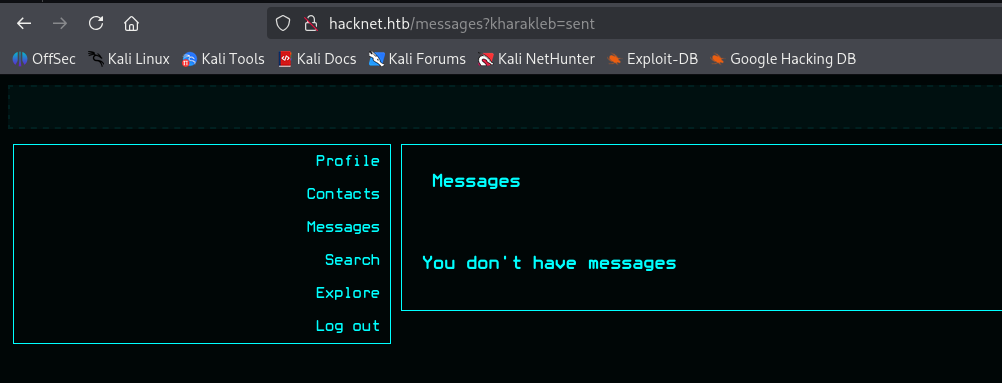 hacknet.htb/messages?kharakleb=sent
OffSec Kali Linux Kali Tools Kali Docs Kali Forums Kali NetHunter Exploit-DB Google Hacking DB
Profile
Contacts
Messages
Search
Explore
Log out
Messages
You don't have messages